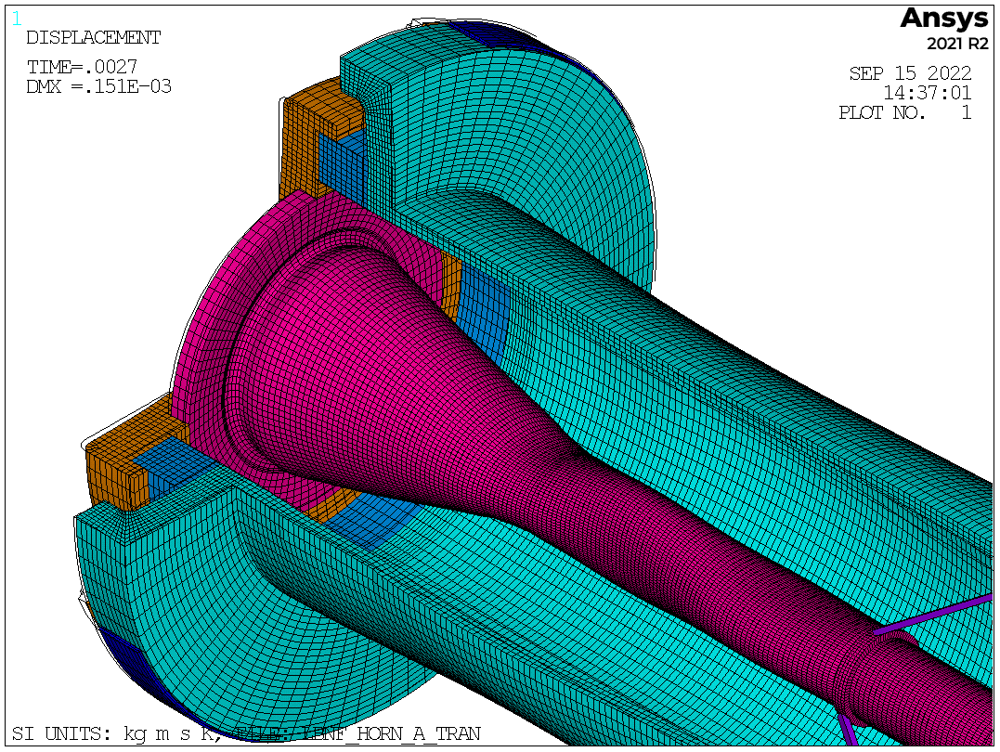 1
DISPLACEMENT
TIME=.0027
DMX =.151E-03
Ansys
2021 R2
SEP 15 2022
14:37:01
PLOT NO. 1
SI UNITS: kg m s K, LBNF_HORN_A_TRAN